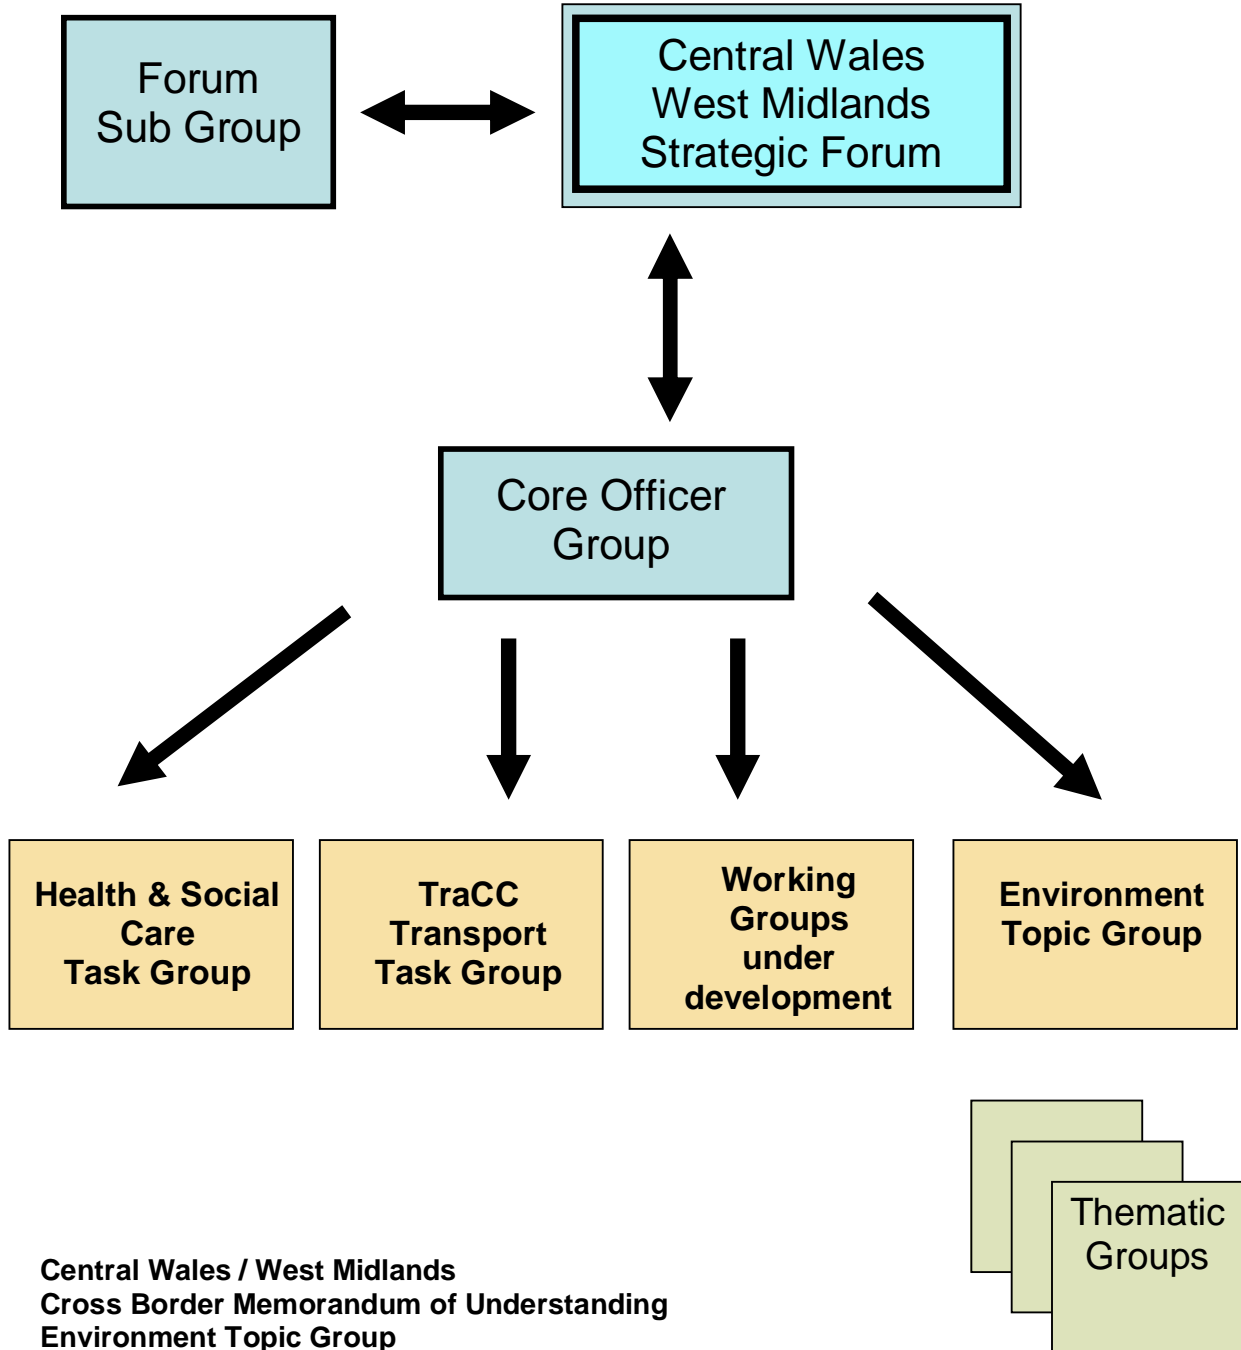 Forum
Sub Group
Central Wales
West Midlands
Strategic Forum
Core Officer
Group
Health & Social
Care
Task Group
TraCC
Transport
Task Group
Working
Groups
under
development
Environment
Topic Group
Thematic
Groups
Central Wales / West Midlands
Cross Border Memorandum of Understanding
Environment Topic Group